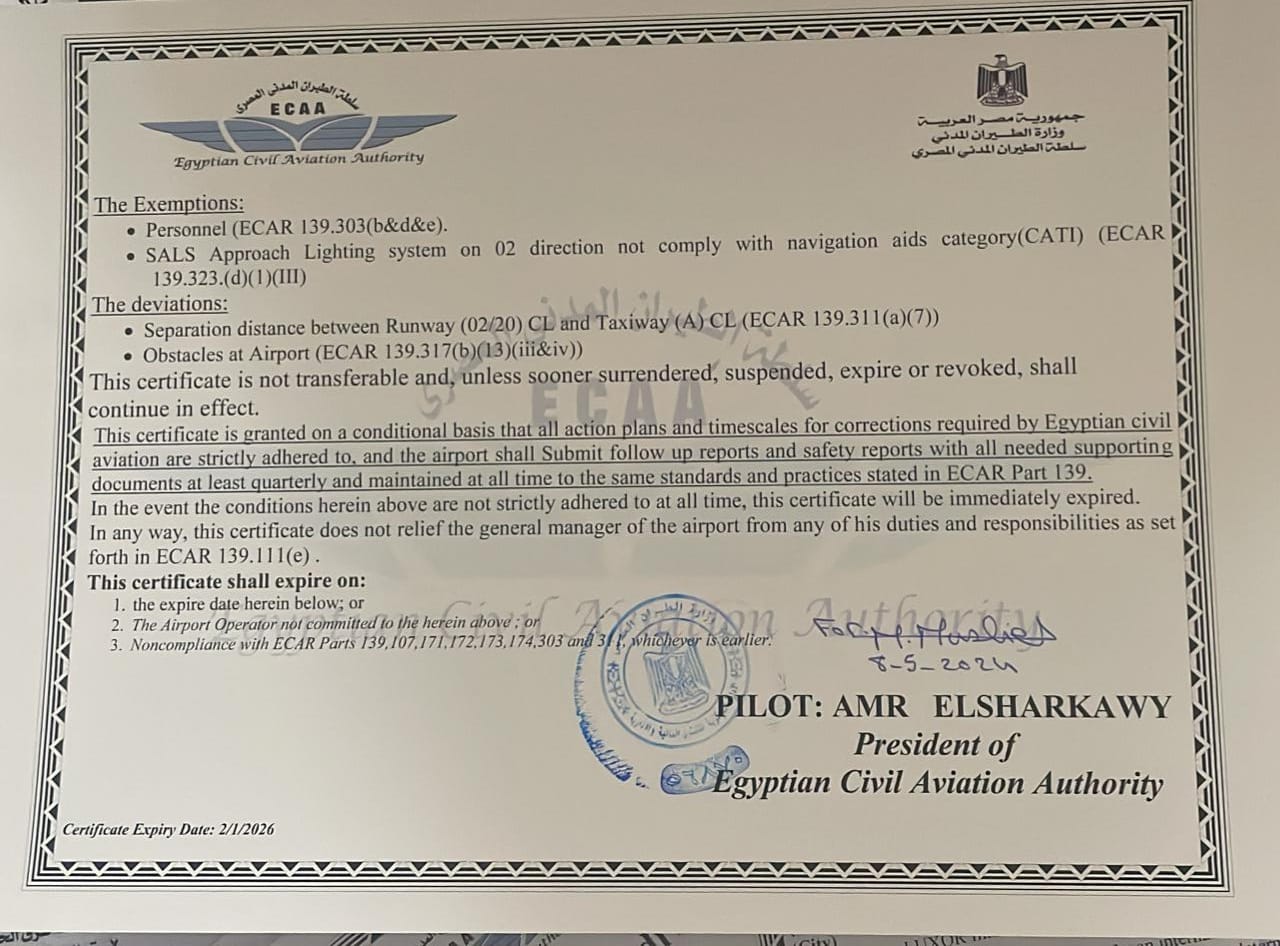 سلطة الطيران المدنى المصرى
ECAA
Egyptian Civil Aviation Authority
جمهورية مصر العربية
وزارة الطيران المدني
سلطة الطيران المدني المصري
The Exemptions:
• Personnel (ECAR 139.303(b&d&e).
• SALS Approach Lighting system on 02 direction not comply with navigation aids category(CATI) (ECAR
139.323.(d)(1)(III)
The deviations:
• Separation distance between Runway (02/20) CL and Taxiway (A) CL (ECAR 139.311(a)(7))
• Obstacles at Airport (ECAR 139.317(b)(13)(iii&iv))
This certificate is not transferable and, unless sooner surrendered, suspended, expire or revoked, shall
continue in effect.
This certificate is granted on a conditional basis that all action plans and timescales for corrections required by Egyptian civil
aviation are strictly adhered to, and the airport shall Submit follow up reports and safety reports with all needed supporting
documents at least quarterly and maintained at all time to the same standards and practices stated in ECAR Part 139.
In the event the conditions herein above are not strictly adhered to at all time, this certificate will be immediately expired.
In any way, this certificate does not relief the general manager of the airport from any of his duties and responsibilities as set
forth in ECAR 139.111(e) .
This certificate shall expire on:
1. the expire date herein below; or
2. The Airport Operator not committed to the herein above ; or
3. Noncompliance with ECAR Parts 139,107,171,172,173,174,303 and 311, whichever is earlier.
سلطة الطيران المدنى المصرى
ECAA
Egyptian Civil Aviation Authority
8-5-2024
PILOT: AMR ELSHARKAWY
President of
Egyptian Civil Aviation Authority
Certificate Expiry Date: 2/1/2026